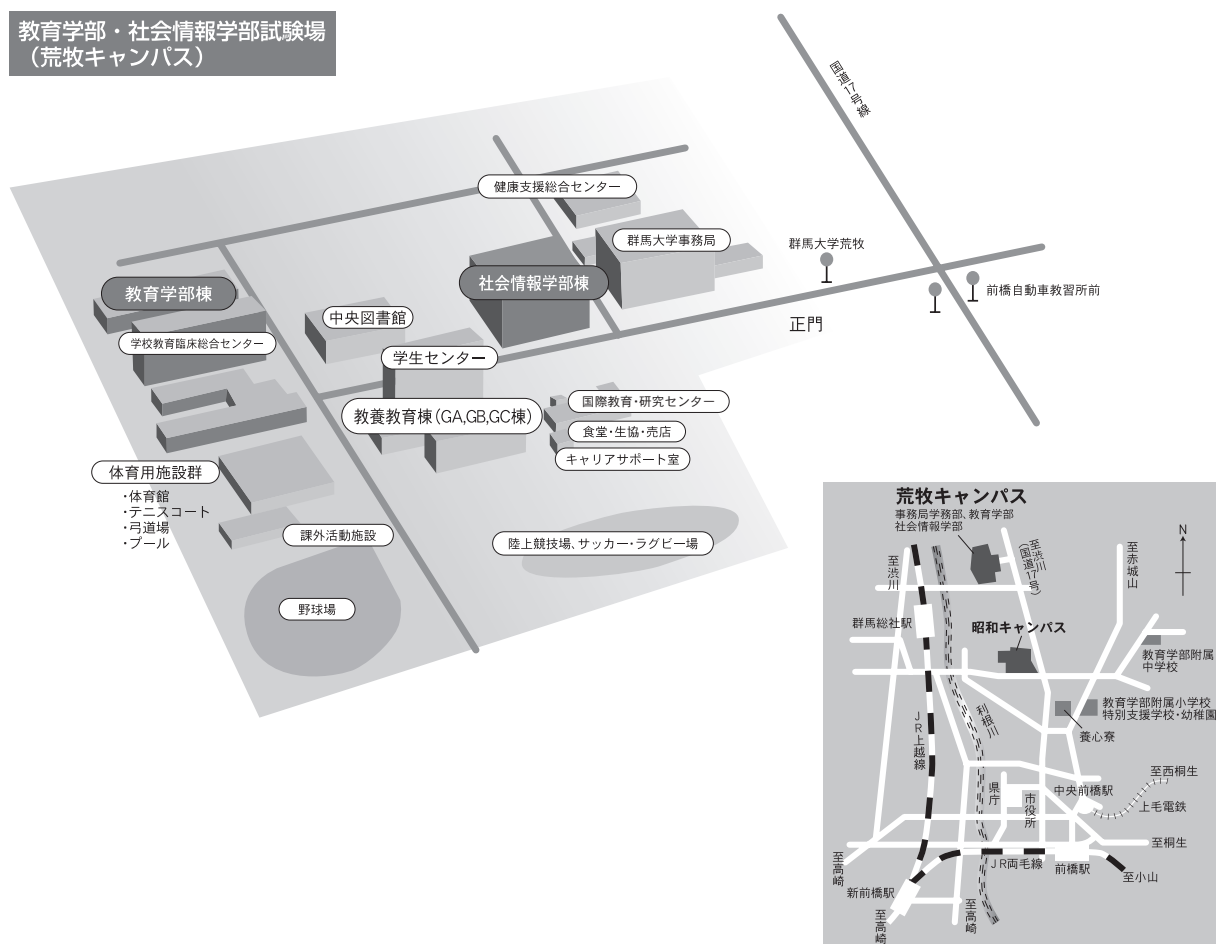 教育学部・社会情報学部試験場
（荒牧キャンパス）
国道17号線
健康支援総合センター
群馬大学事務局
群馬大学荒牧
社会情報学部棟
前橋自動車教習所前
教育学部棟
中央図書館
正門
学校教育臨床総合センター
学生センター
国際教育・研究センター
教養教育棟（GA,GB,GC棟）
食堂・生協・売店
キャリアサポート室
体育用施設群
・体育館
・テニスコート
・弓道場
・プール
課外活動施設
陸上競技場、サッカー・ラグビー場
野球場
荒牧キャンパス
事務局学務部、教育学部
社会情報学部
N
至渋川
至渋川
（国道17号）
至赤城山
群馬総社駅
昭和キャンパス
教育学部附属
中学校
教育学部附属小学校
特別支援学校・幼稚園
利根川
JR上越線
養心寮
至西桐生
県庁
市役所
中央前橋駅
上毛電鉄
至桐生
至高崎
JR両毛線
前橋駅
至小山
新前橋駅
至高崎
至高崎